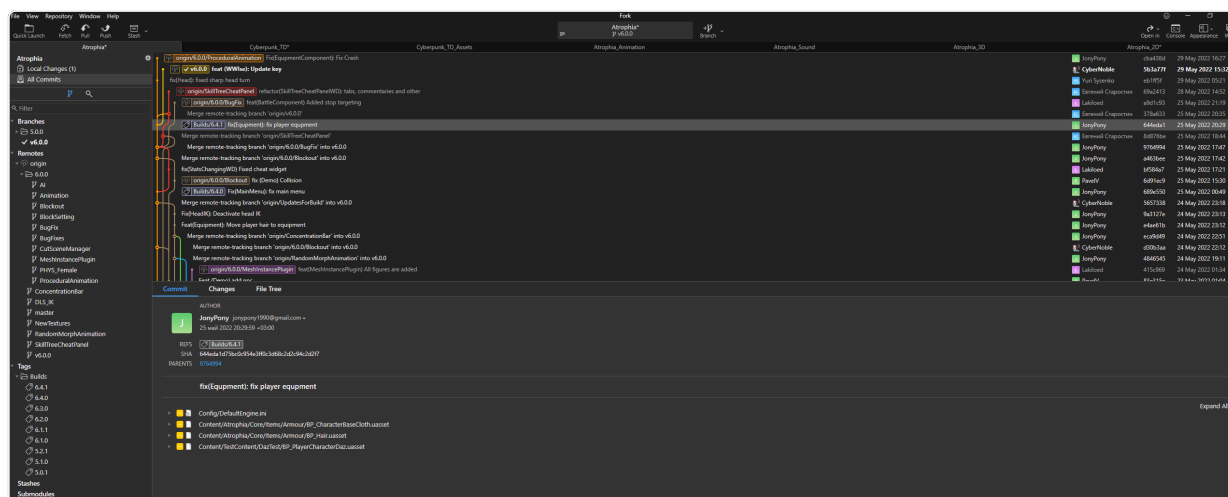 File View Repository Window Help
Fork
Quick Launch Fetch Pull Push Stash
Atrophia*
v6.0.0
Branch
Open in Console Appearance
Atrophia* Cyberpunk_TD* Cyberpunk_TD_Assets Atrophia_Animation Atrophia_Sound Atrophia_3D Atrophia_2D*
Atrophia
Local Changes (1)
All Commits
Filter
Branches
5.0.0
v6.0.0
Remotes
origin
6.0.0
AI
Animation
Blockout
BlockSetting
BugFix
BugFixes
CutSceneManager
MeshInstancePlugin
PHYS_Female
ProceduralAnimation
ConcentrationBar
DLS_IK
master
NewTextures
RandomMorphAnimation
SkillTreeCheatPanel
v6.0.0
Tags
Builds
6.4.1
6.4.0
6.3.0
6.2.0
6.1.1
6.1.0
5.2.1
5.1.0
5.0.1
Stashes
Submodules
origin/6.0.0/ProceduralAnimation Fix(EqupmentComponent): Fix Crash JonyPony cba438d 29 May 2022 16:27
v6.0.0 feat (WWise): Update key CyberNoble 5b3a77f 29 May 2022 15:32
fix(Head): fixed sharp head turn Yuri Sysenko eb1ff5f 29 May 2022 05:21
origin/SkillTreeCheatPanel refactor(SkillTreeCheatPanelWD): tabs, commentaries and other Евгений Старостин 69a2413 28 May 2022 14:52
origin/6.0.0/BugFix feat(BattleComponent) Added stop targeting Lakiloed a9d1c93 25 May 2022 21:21
Merge remote-tracking branch 'origin/v6.0.0' Евгений Старостин 378a633 25 May 2022 20:35
Builds/6.4.1 fix(Equpment): fix player equpment JonyPony 644eda1 25 May 2022 20:29
Merge remote-tracking branch 'origin/SkillTreeCheatPanel' Евгений Старостин 8d876be 25 May 2022 18:44
Merge remote-tracking branch 'origin/6.0.0/BugFix' into v6.0.0 JonyPony 9764994 25 May 2022 17:47
Merge remote-tracking branch 'origin/6.0.0/Blockout' into v6.0.0 JonyPony a463bee 25 May 2022 17:42
fix(StatsChangingWD) Fixed cheat widget Lakiloed bf584a7 25 May 2022 17:21
origin/6.0.0/Blockout fix (Demo) Collision PavelV 6d91ec9 25 May 2022 15:30
Builds/6.4.0 Fix(MainMenu): fix main menu JonyPony 689e550 25 May 2022 00:49
Merge remote-tracking branch 'origin/UpdatesForBuild' into v6.0.0 CyberNoble 5657338 24 May 2022 23:18
Fix(HeadIK): Deactivate head IK JonyPony 9a3127e 24 May 2022 23:13
Feat(Equipment): Move player hair to equipment JonyPony e4ae61b 24 May 2022 23:12
Merge remote-tracking branch 'origin/ConcentrationBar' into v6.0.0 JonyPony eca9d49 24 May 2022 22:51
Merge remote-tracking branch 'origin/6.0.0/Blockout' into v6.0.0 CyberNoble d30b3aa 24 May 2022 22:12
Merge remote-tracking branch 'origin/RandomMorphAnimation' into v6.0.0 JonyPony 4846545 24 May 2022 19:11
origin/6.0.0/MeshInstancePlugin feat(MeshInstancePlugin) All figures are added Lakiloed 415c969 24 May 2022 01:34
Commit Changes File Tree
AUTHOR
J
JonyPony jonypony1990@gmail.com
25 май 2022 20:29:59 +03:00
REFS Builds/6.4.1
SHA 644eda1d75bc0c954e3ff0c3d68c2d2c94c2d2f7
PARENTS 9764994
fix(Equpment): fix player equpment
Expand All
Config/DefaultEngine.ini
Content/Atrophia/Core/Items/Armour/BP_CharacterBaseCloth.uasset
Content/Atrophia/Core/Items/Armour/BP_Hair.uasset
Content/TestContent/DazTest/BP_PlayerCharacterDaz.uasset